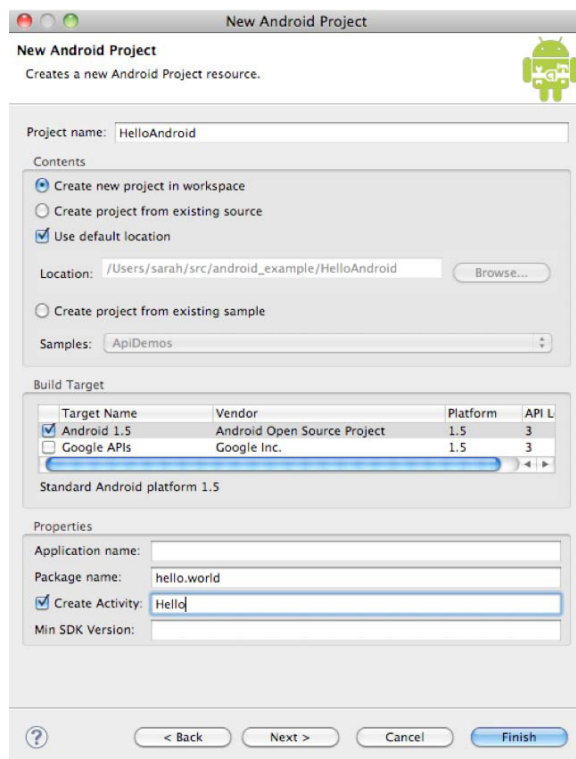 New Android Project
New Android Project
Creates a new Android Project resource.
Project name: HelloAndroid
Contents
Create new project in workspace
Create project from existing source
Use default location
Location: /Users/sarah/src/android_example/HelloAndroid Browse...
Create project from existing sample
Samples: ApiDemos
Build Target
Target Name Vendor Platform API L
Android 1.5 Android Open Source Project 1.5 3
Google APIs Google Inc. 1.5 3
Standard Android platform 1.5
Properties
Application name:
Package name: hello.world
Create Activity: Hello
Min SDK Version:
? < Back Next > Cancel Finish